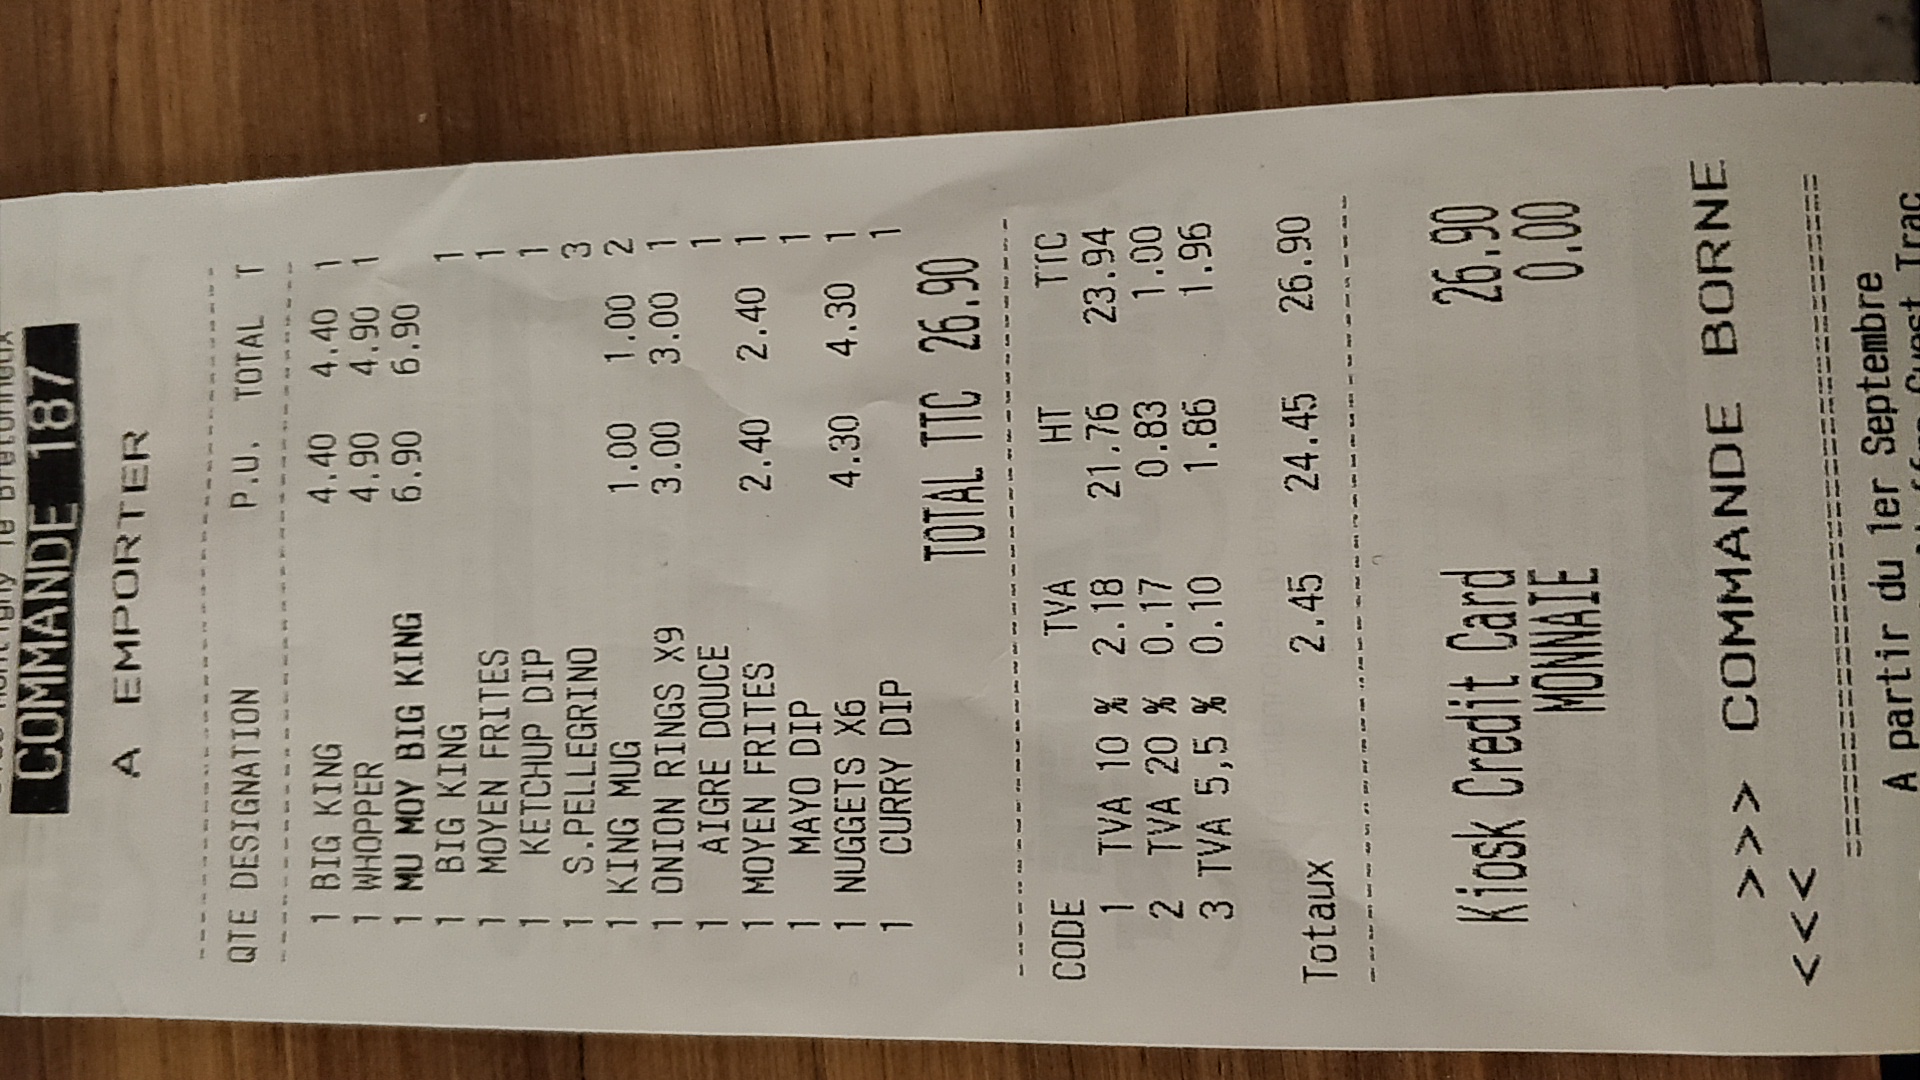 le Bretonneux
COMMANDE 187
A EMPORTER
QTE DESIGNATION P.U. TOTAL T
1 BIG KING 4.40 4.40 1
1 WHOPPER 4.90 4.90 1
1 MU MOY BIG KING 6.90 6.90
1 BIG KING 1
1 MOYEN FRITES 1
1 KETCHUP DIP 1
1 S.PELLEGRINO 3
1 KING MUG 1.00 1.00 2
1 ONION RINGS X9 3.00 3.00 1
1 AIGRE DOUCE 1
1 MOYEN FRITES 2.40 2.40 1
1 MAYO DIP 1
1 NUGGETS X6 4.30 4.30 1
1 CURRY DIP 1
TOTAL TTC 26.90
CODE TVA HT TTC
1 TVA 10 % 2.18 21.76 23.94
2 TVA 20 % 0.17 0.83 1.00
3 TVA 5,5 % 0.10 1.86 1.96
Totaux 2.45 24.45 26.90
Kiosk Credit Card 26.90
MONNAIE 0.00
>>> COMMANDE BORNE
<<<
A partir du 1er Septembre
Guest Trac